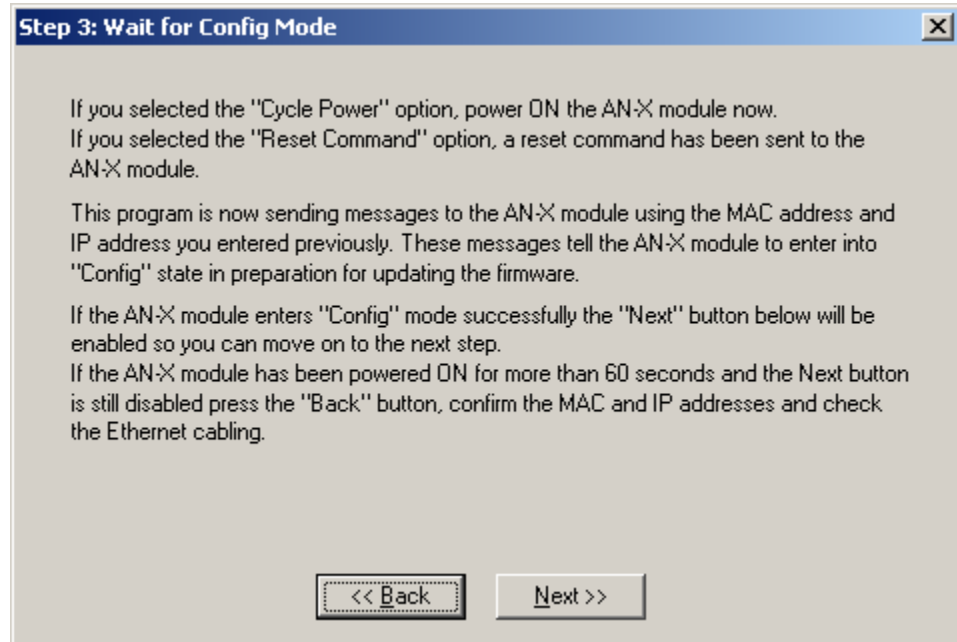 Step 3: Wait for Config Mode
If you selected the "Cycle Power" option, power ON the AN-X module now.
If you selected the "Reset Command" option, a reset command has been sent to the
AN-X module.
This program is now sending messages to the AN-X module using the MAC address and
IP address you entered previously. These messages tell the AN-X module to enter into
"Config" state in preparation for updating the firmware.
If the AN-X module enters "Config" mode successfully the "Next" button below will be
enabled so you can move on to the next step.
If the AN-X module has been powered ON for more than 60 seconds and the Next button
is still disabled press the "Back" button, confirm the MAC and IP addresses and check
the Ethernet cabling.
<< Back Next >>